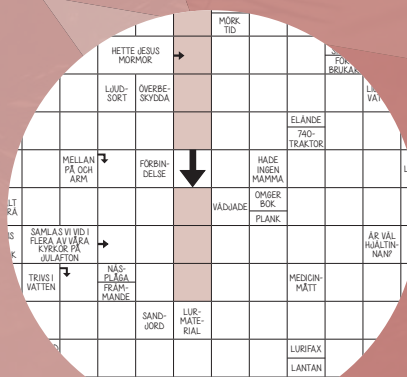 MÖRK
TID
HETTE JESUS
MORMOR
FÖR-
BRUKAR
LJUD-
SORT
ÖVERBE-
SKYDDA
ELÄNDE
740-
TRAKTOR
MELLAN
PÅ OCH
ARM
FÖRBIN-
DELSE
HADE
INGEN
MAMMA
VÄDJADE
OMGER
BOK
PLANK
SAMLAS VI VID I
FLERA AV VÅRA
KYRKOR PÅ
JULAFTON
ÄR VÄL
HJÄLTIN-
NAN?
TRIVS I
VATTEN
NÄS-
PLÅGA
FRÄM-
MANDE
MEDICIN-
MÅTT
SAND-
JORD
LUR-
MATE-
RIAL
LURIFAX
LANTAN